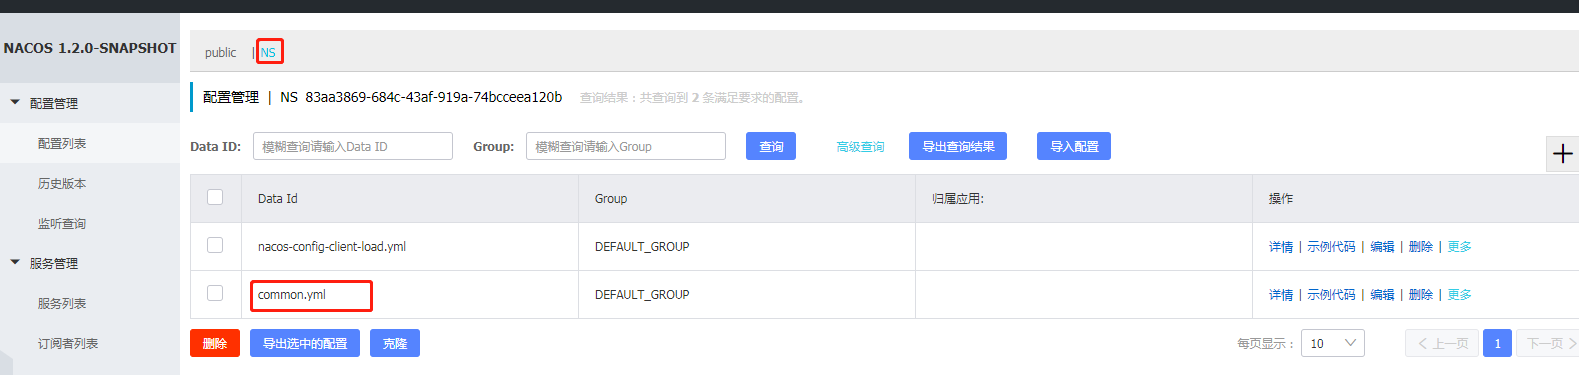 NACOS 1.2.0-SNAPSHOT
配置管理
配置列表
历史版本
监听查询
服务管理
服务列表
订阅者列表
public | NS
配置管理 | NS 83aa3869-684c-43af-919a-74bcceea120b 查询结果：共查询到 2 条满足要求的配置。
Data ID: 模糊查询请输入Data ID Group: 模糊查询请输入Group 查询 高级查询 导出查询结果 导入配置
Data Id Group 归属应用: 操作
nacos-config-client-load.yml DEFAULT_GROUP 详情 | 示例代码 | 编辑 | 删除 | 更多
common.yml DEFAULT_GROUP 详情 | 示例代码 | 编辑 | 删除 | 更多
删除 导出选中的配置 克隆 每页显示： 10 上一页 1 下一页